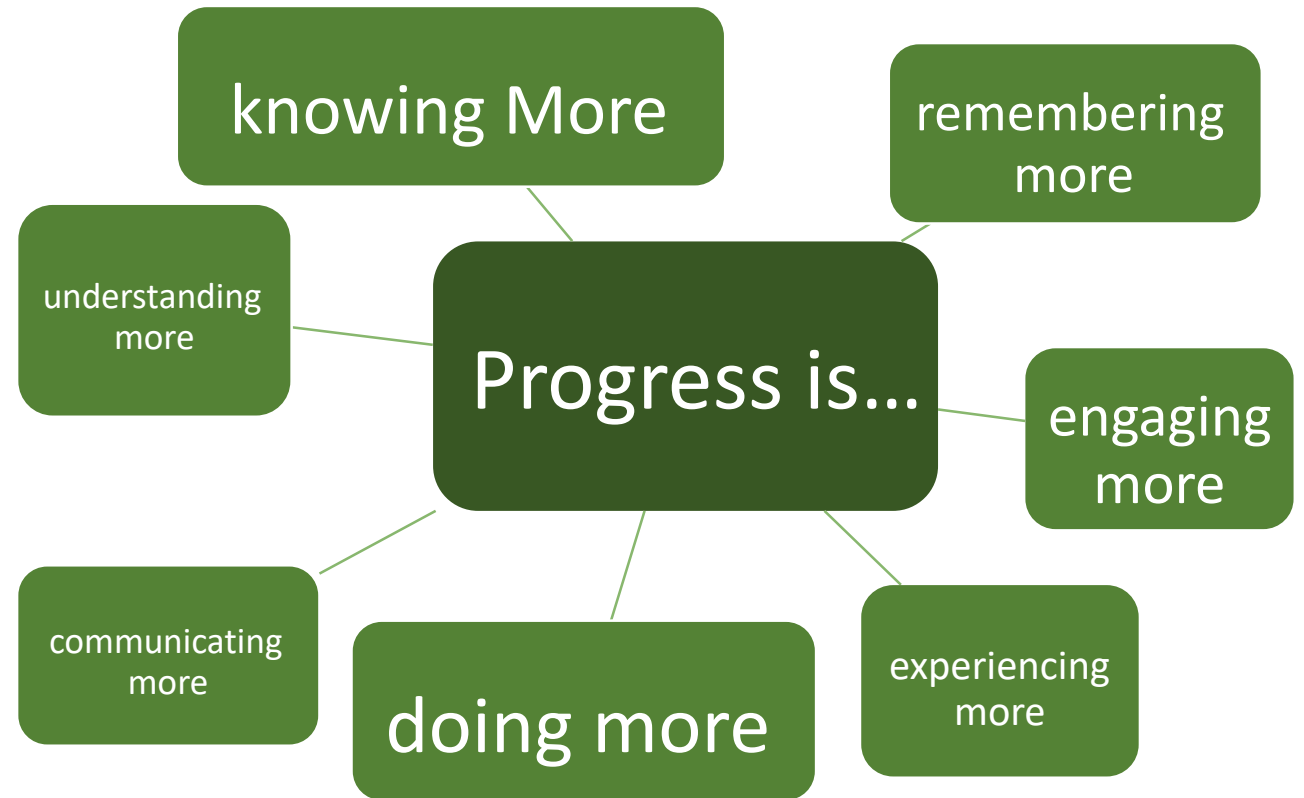 knowing More
remembering
more
understanding
more
Progress is...
engaging
more
communicating
more
doing more
experiencing
more